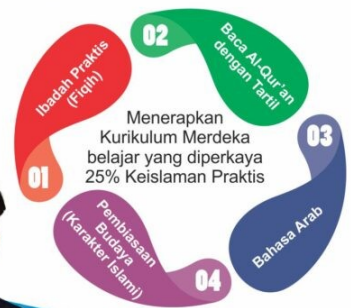 01
Ibadah Praktis
(Fiqih)
02
Baca Al-Qur'an
dengan Tartil
03
Bahasa Arab
04
Pembiasaan
Budaya
(Karakter Islami)
Menerapkan
Kurikulum Merdeka
belajar yang diperkaya
25% Keislaman Praktis